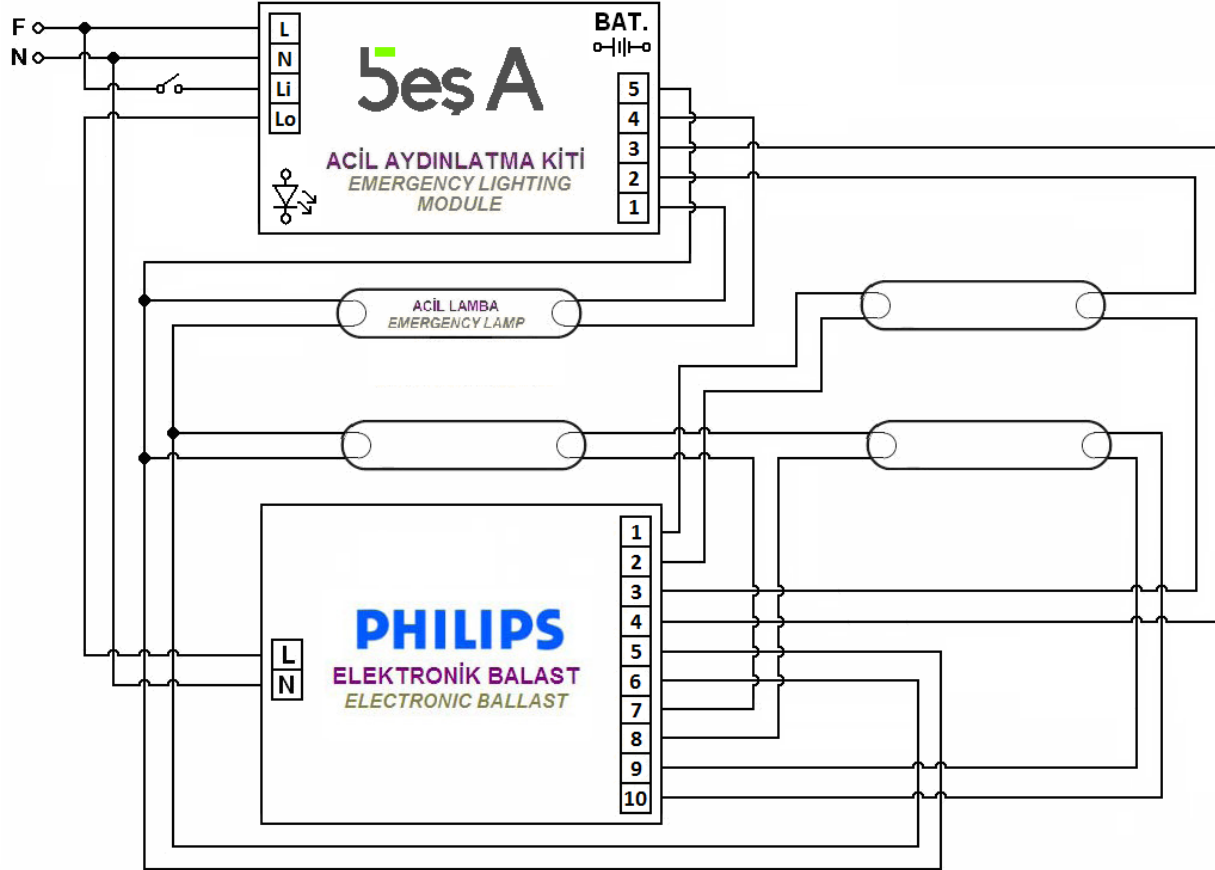 F
N
L
N
Li
Lo
BAT.
5eş A
ACİL AYDINLATMA KİTİ
EMERGENCY LIGHTING
MODULE
5
4
3
2
1
ACİL LAMBA
EMERGENCY LAMP
L
N
PHILIPS
ELEKTRONİK BALAST
ELECTRONIC BALLAST
1
2
3
4
5
6
7
8
9
10